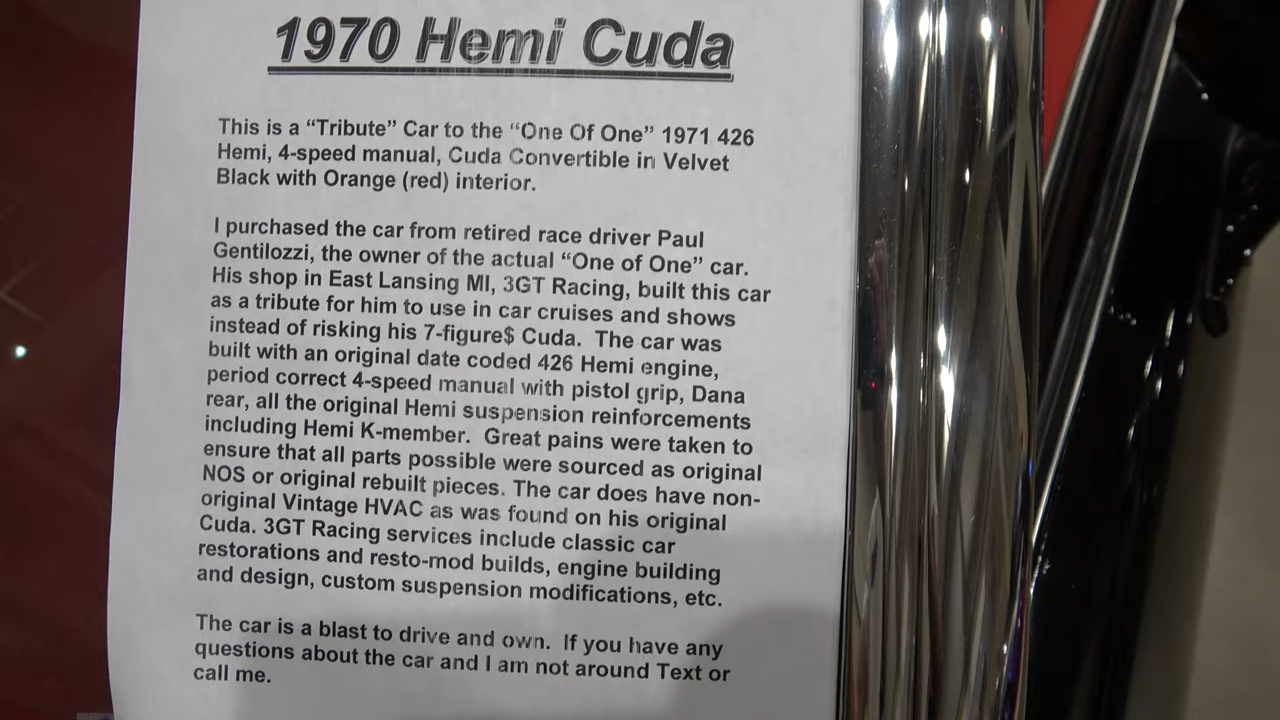 1970 Hemi Cuda
This is a “Tribute” Car to the “One Of One” 1971 426
Hemi, 4-speed manual, Cuda Convertible in Velvet
Black with Orange (red) interior.
I purchased the car from retired race driver Paul
Gentilozzi, the owner of the actual “One of One” car.
His shop in East Lansing MI, 3GT Racing, built this car
as a tribute for him to use in car cruises and shows
instead of risking his 7-figure$ Cuda.  The car was
built with an original date coded 426 Hemi engine,
period correct 4-speed manual with pistol grip, Dana
rear, all the original Hemi suspension reinforcements
including Hemi K-member.  Great pains were taken to
ensure that all parts possible were sourced as original
NOS or original rebuilt pieces. The car does have non-
original Vintage HVAC as was found on his original
Cuda. 3GT Racing services include classic car
restorations and resto-mod builds, engine building
and design, custom suspension modifications, etc.
The car is a blast to drive and own.  If you have any
questions about the car and I am not around Text or
call me.